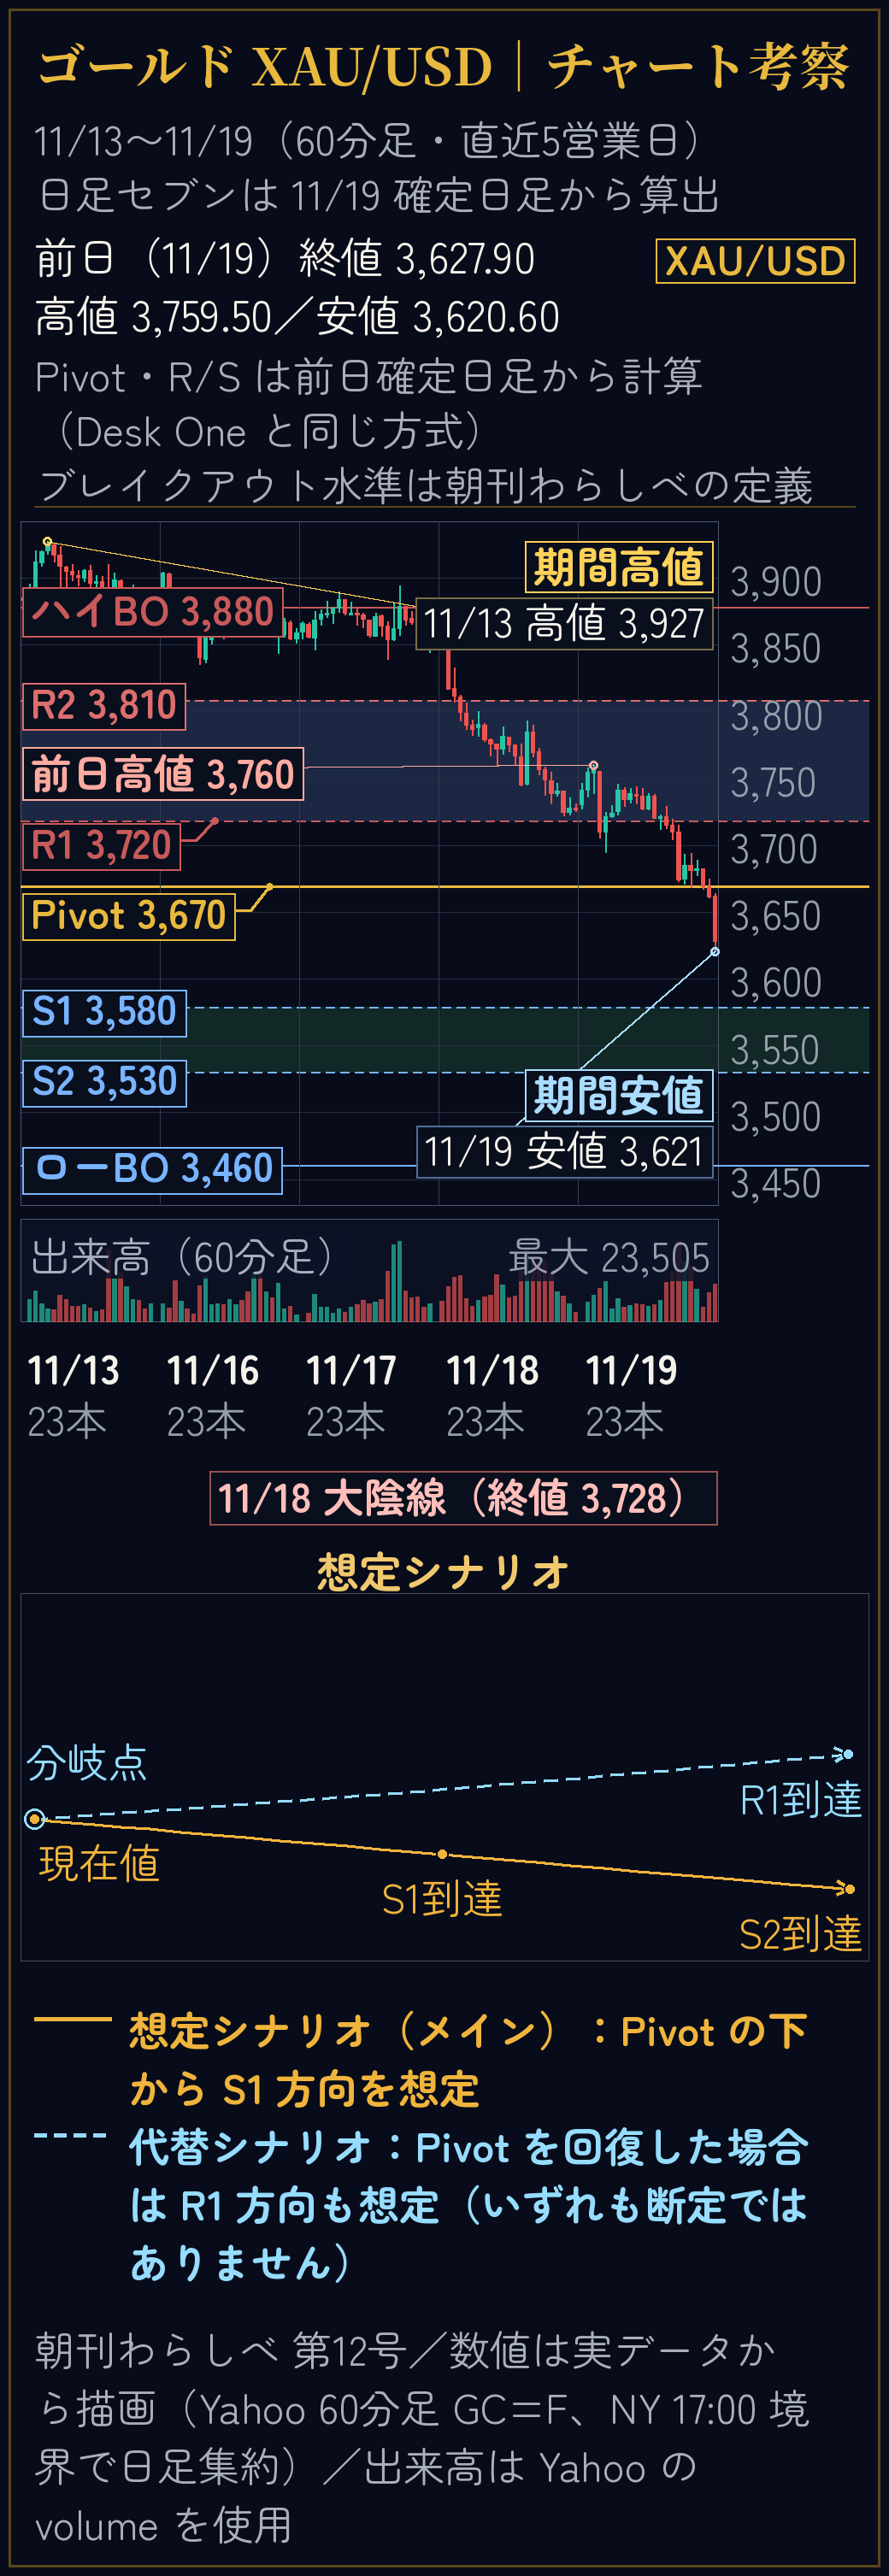 ゴールド XAU/USD｜チャート考察
11/13〜11/19（60分足・直近5営業日）
日足セブンは 11/19 確定日足から算出
前日（11/19）終値 3,627.90
XAU/USD
高値 3,759.50／安値 3,620.60
Pivot・R/S は前日確定日足から計算
（Desk One と同じ方式）
ブレイクアウト水準は朝刊わらしべの定義
期間高値
11/13 高値 3,927
ハイBO 3,880
R2 3,810
前日高値 3,760
R1 3,720
Pivot 3,670
S1 3,580
S2 3,530
ローBO 3,460
期間安値
11/19 安値 3,621
3,900
3,850
3,800
3,750
3,700
3,650
3,600
3,550
3,500
3,450
出来高（60分足）
最大 23,505
11/13 11/16 11/17 11/18 11/19
23本 23本 23本 23本 23本
11/18 大陰線（終値 3,728）
想定シナリオ
分岐点
現在値
R1到達
S1到達
S2到達
想定シナリオ（メイン）：Pivot の下
から S1 方向を想定
代替シナリオ：Pivot を回復した場合
は R1 方向も想定（いずれも断定では
ありません）
朝刊わらしべ 第12号／数値は実データか
ら描画（Yahoo 60分足 GC=F、NY 17:00 境
界で日足集約）／出来高は Yahoo の
volume を使用